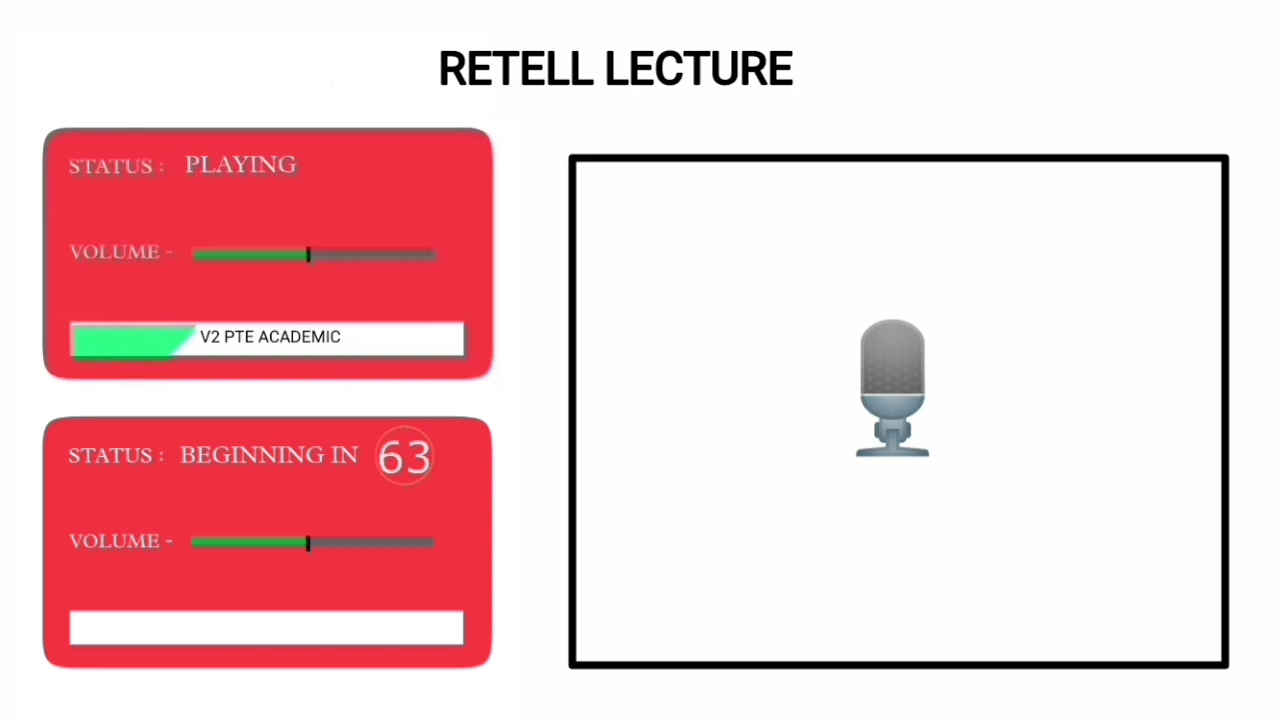 RETELL LECTURE
STATUS : PLAYING
VOLUME -
V2 PTE ACADEMIC
STATUS : BEGINNING IN 63
VOLUME -